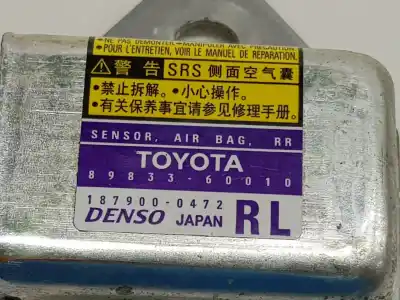 •NE PAS DEMONTER •MANIPULER AVEC PRECAUTION
•POUR L'ENTRETIEN, VOIR LE MANUEL DE REPARATION.
⚠警告 SRS 侧面空气囊
•禁止拆解。•小心操作。
•有关保养事宜请参见修理手册。
SENSOR, AIR BAG, RR
TOYOTA
89833-60010
187900-0472
DENSO JAPAN RL